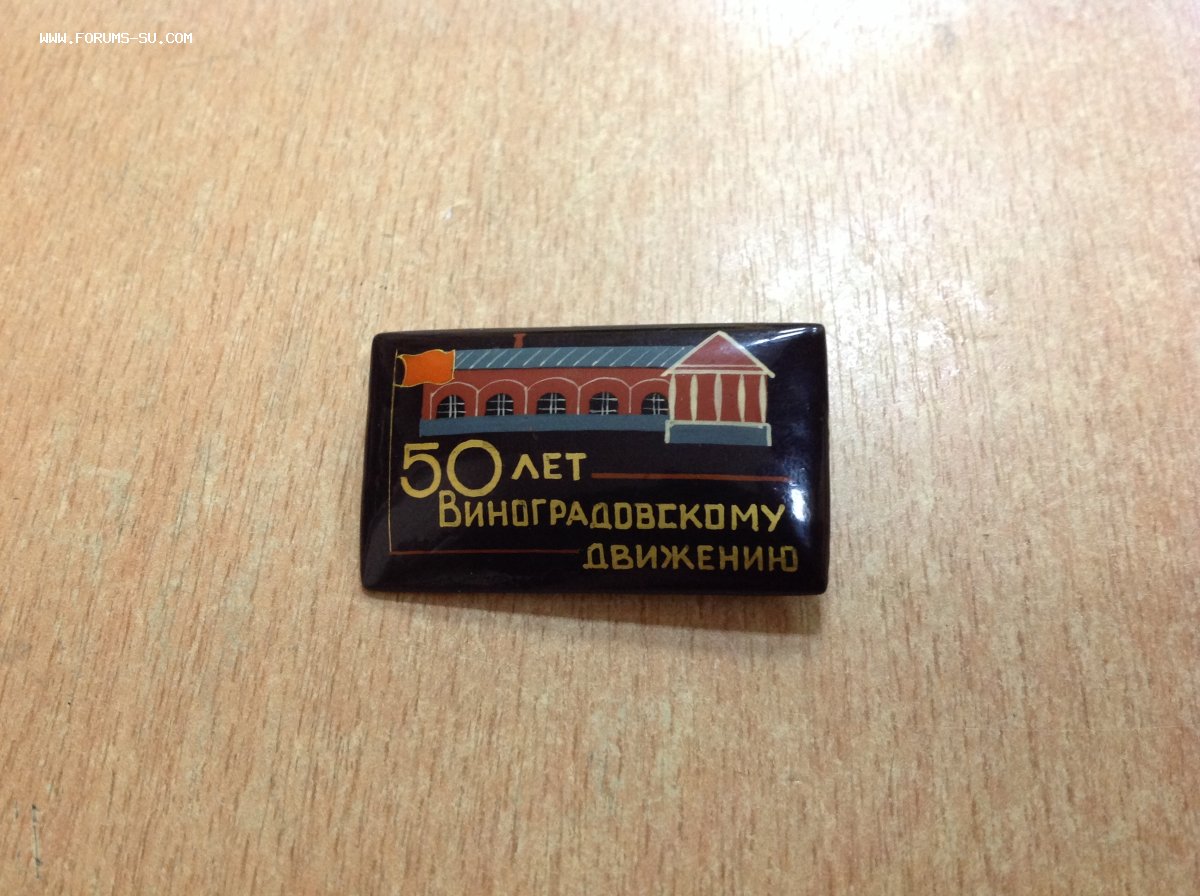 WWW.FORUMS-SU.COM
50 ЛЕТ
ВИНОГРАДОВСКОМУ
ДВИЖЕНИЮ